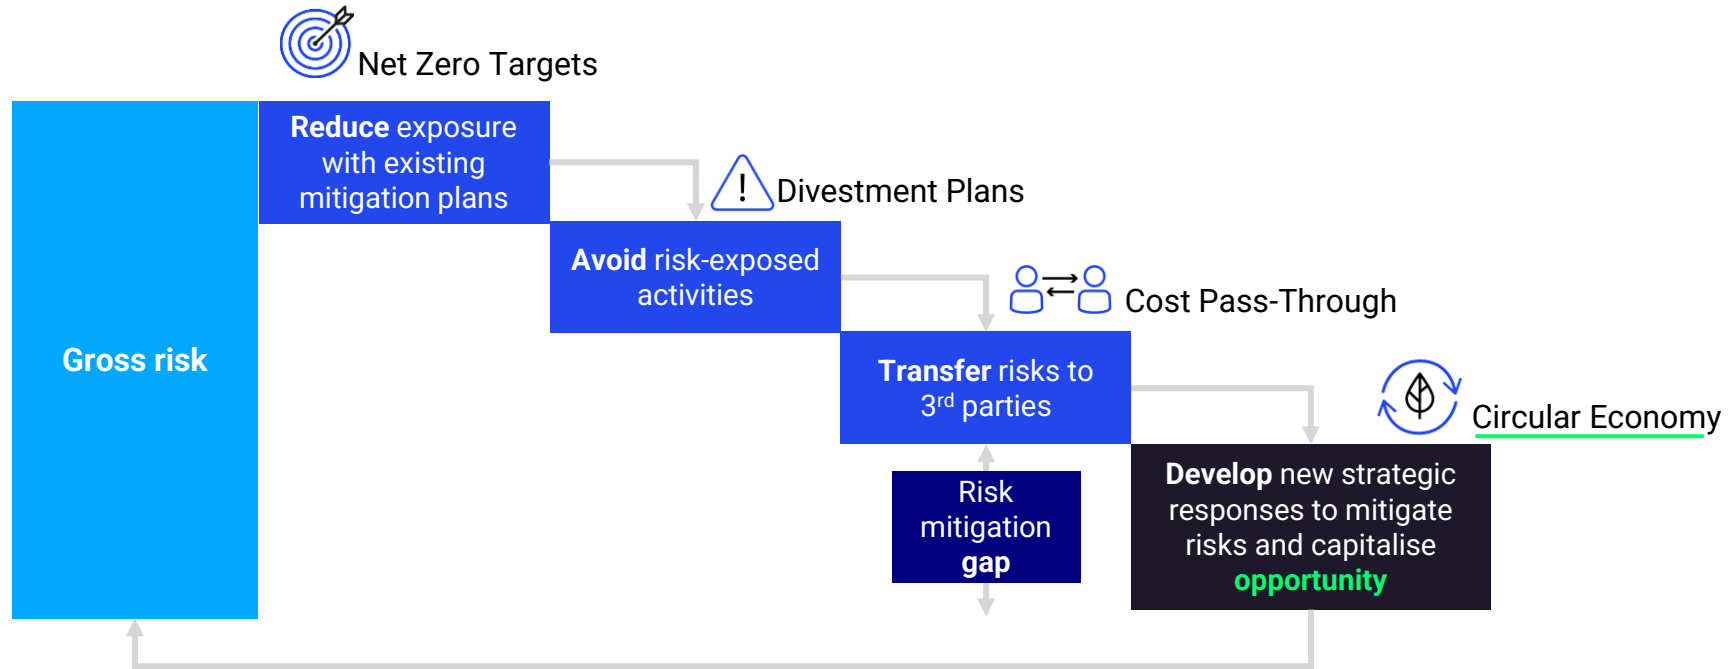 Net Zero Targets
Reduce exposure
with existing
mitigation plans
Divestment Plans
Avoid risk-exposed
activities
Cost Pass-Through
Gross risk
Transfer risks to
3rd parties
Circular Economy
Risk
mitigation
gap
Develop new strategic
responses to mitigate
risks and capitalise
opportunity